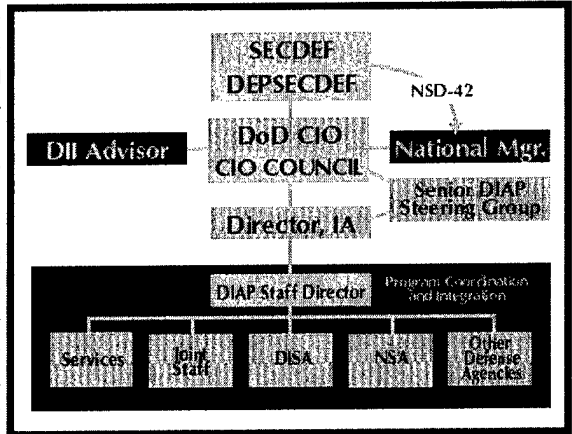 SECDEF
DEPSECDEF
NSD-42
DII Advisor
DoD CIO
CIO COUNCIL
National Mgr.
Senior DIAP
Steering Group
Director, IA
DIAP Staff Director
Program Coordination
and Integration
Services
Joint
Staff
DISA
NSA
Other
Defense
Agencies